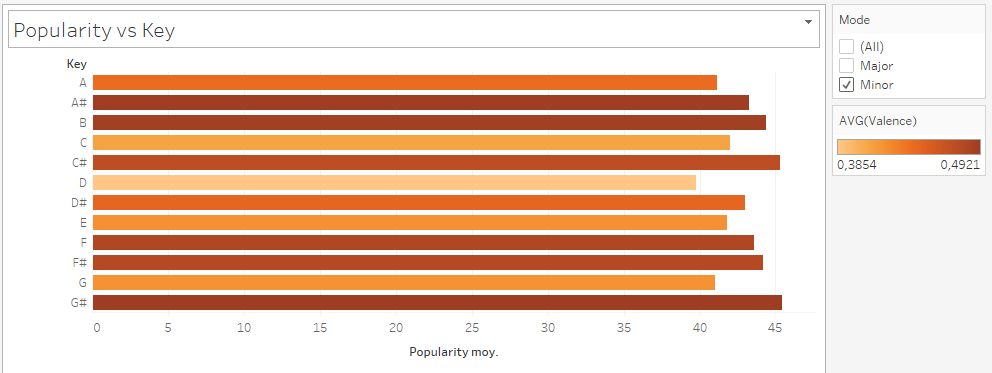 Popularity vs Key
Key
A
A#
B
C
C#
D
D#
E
F
F#
G
G#
0 5 10 15 20 25 30 35 40 45
Popularity moy.
Mode
(All)
Major
Minor
AVG(Valence)
0,3854 0,4921